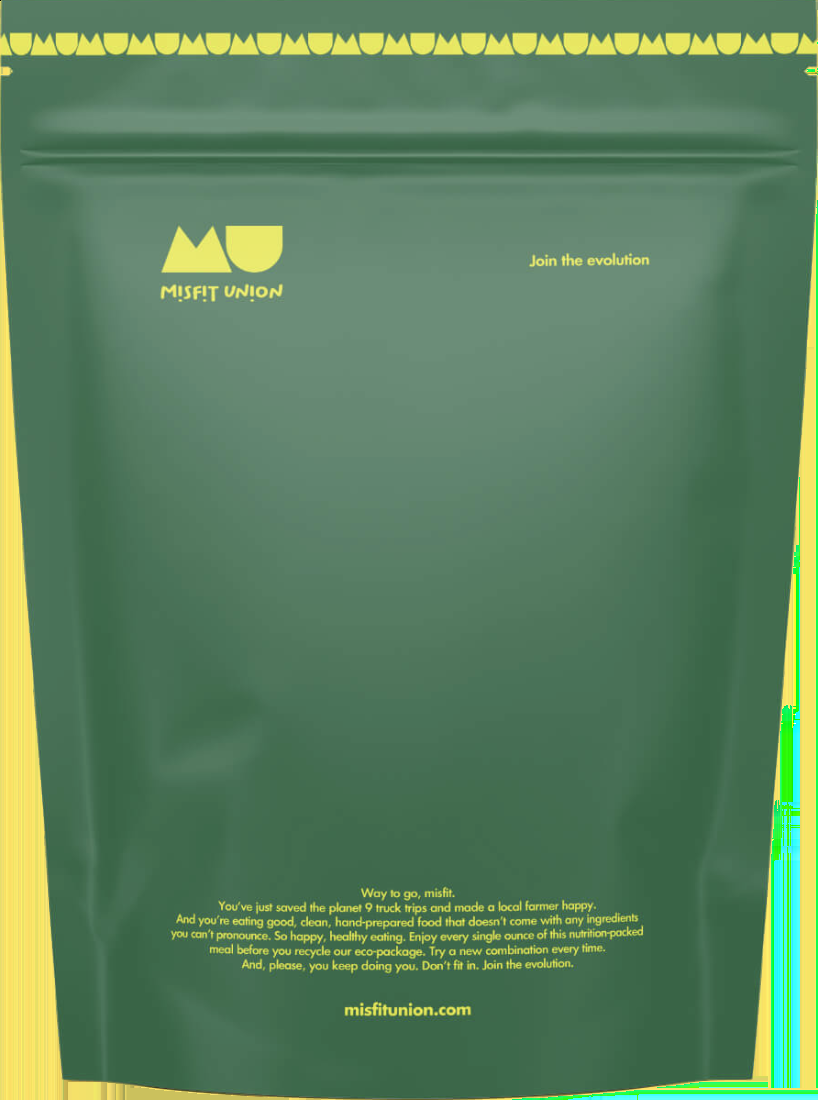 MU
MISFIT UNION
Join the evolution
Way to go, misfit.
You've just saved the planet 9 truck trips and made a local farmer happy.
And you're eating good, clean, hand-prepared food that doesn't come with any ingredients
you can't pronounce. So happy, healthy eating. Enjoy every single ounce of this nutrition-packed
meal before you recycle our eco-package. Try a new combination every time.
And, please, you keep doing you. Don't fit in. Join the evolution.
misfitunion.com